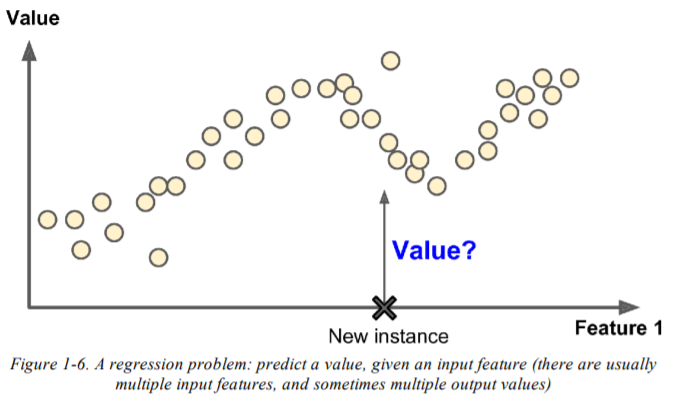 Value
Value?
New instance
Feature 1
Figure 1-6. A regression problem: predict a value, given an input feature (there are usually
multiple input features, and sometimes multiple output values)